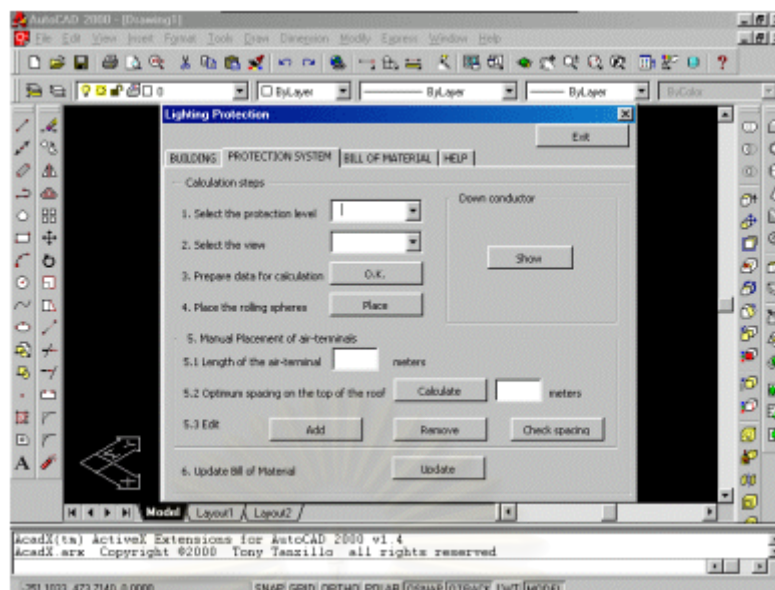 AutoCAD 2000 - [Drawing1]
File Edit View Insert Format Tools Draw Dimension Modify Express Window Help
0 ByLayer ByLayer ByLayer ByColor
Lighting Protection
Exit
BUILDING PROTECTION SYSTEM BILL OF MATERIAL HELP
Calculation steps
Down conductor
1. Select the protection level
2. Select the view
Show
3. Prepare data for calculation O.K.
4. Place the rolling spheres Place
5. Manual Placement of air-terminals
5.1 Length of the air-terminal meters
5.2 Optimum spacing on the top of the roof Calculate meters
5.3 Edit Add Remove Check spacing
6. Update Bill of Material Update
Model Layout1 Layout2
AcadX(tm) ActiveX Extensions for AutoCAD 2000 v1.4
AcadX.arx Copyright ©2000 Tony Tanzillo all rights reserved
SNAP GRID ORTHO POLAR OSNAP OTRACK LWT MODEL